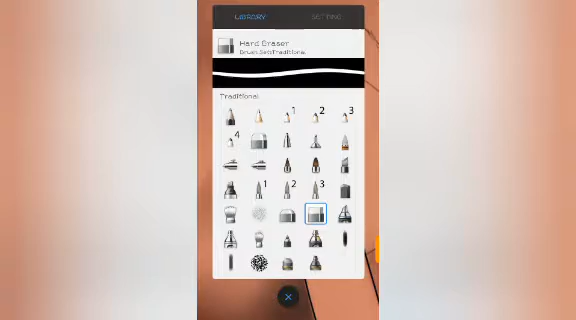 LIBRARY SETTING
Hard Eraser
Brush Set:Traditional
Traditional
1 2 3
4
1 2 3